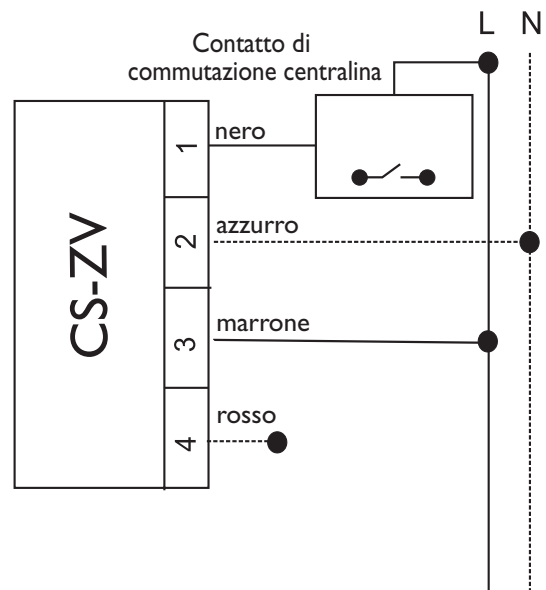 L N
Contatto di
commutazione centralina
CS-ZV
1 nero
2 azzurro
3 marrone
4 rosso